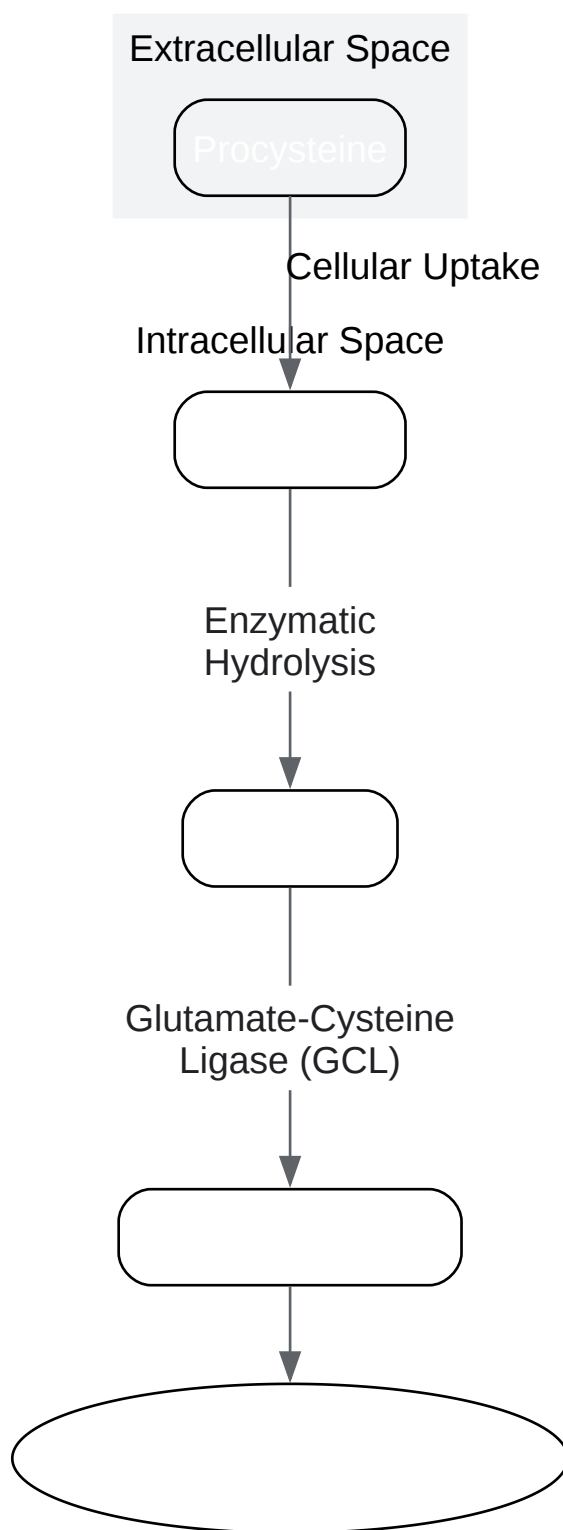 Extracellular Space
Procysteine
Cellular Uptake
Intracellular Space
Enzymatic
Hydrolysis
Glutamate-Cysteine
Ligase (GCL)